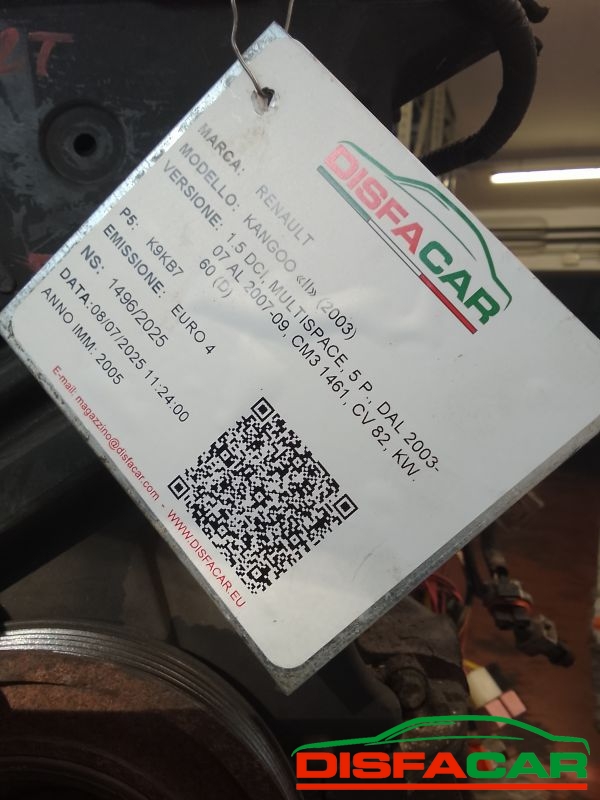 DISFACAR
MARCA: RENAULT
MODELLO: KANGOO «II» (2003)
VERSIONE: 1.5 DCI, MULTISPACE, 5 P., DAL 2003-
07 AL 2007-09, CM3 1461, CV 82, KW.
60 (D)
P5: K9KB7
EMISSIONE: EURO 4
NS: 1496/2025
DATA:08/07/2025 11:24:00
ANNO IMM: 2005
E-mail: magazzino@disfacar.com - WWW.DISFACAR.EU
DISFACAR